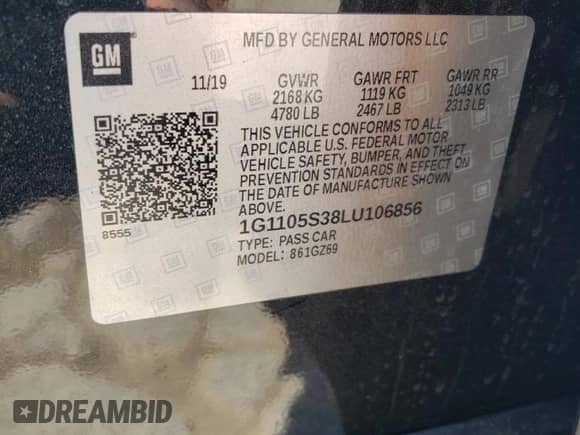 GM
MFD BY GENERAL MOTORS LLC
11/19 GVWR GAWR FRT GAWR RR
2168 KG 1119 KG 1049 KG
4780 LB 2467 LB 2313 LB
THIS VEHICLE CONFORMS TO ALL
APPLICABLE U.S. FEDERAL MOTOR
VEHICLE SAFETY, BUMPER, AND THEFT
PREVENTION STANDARDS IN EFFECT ON
THE DATE OF MANUFACTURE SHOWN
ABOVE.
8555
1G1105S38LU106856
TYPE: PASS CAR
MODEL: 861GZ69
DREAMBID